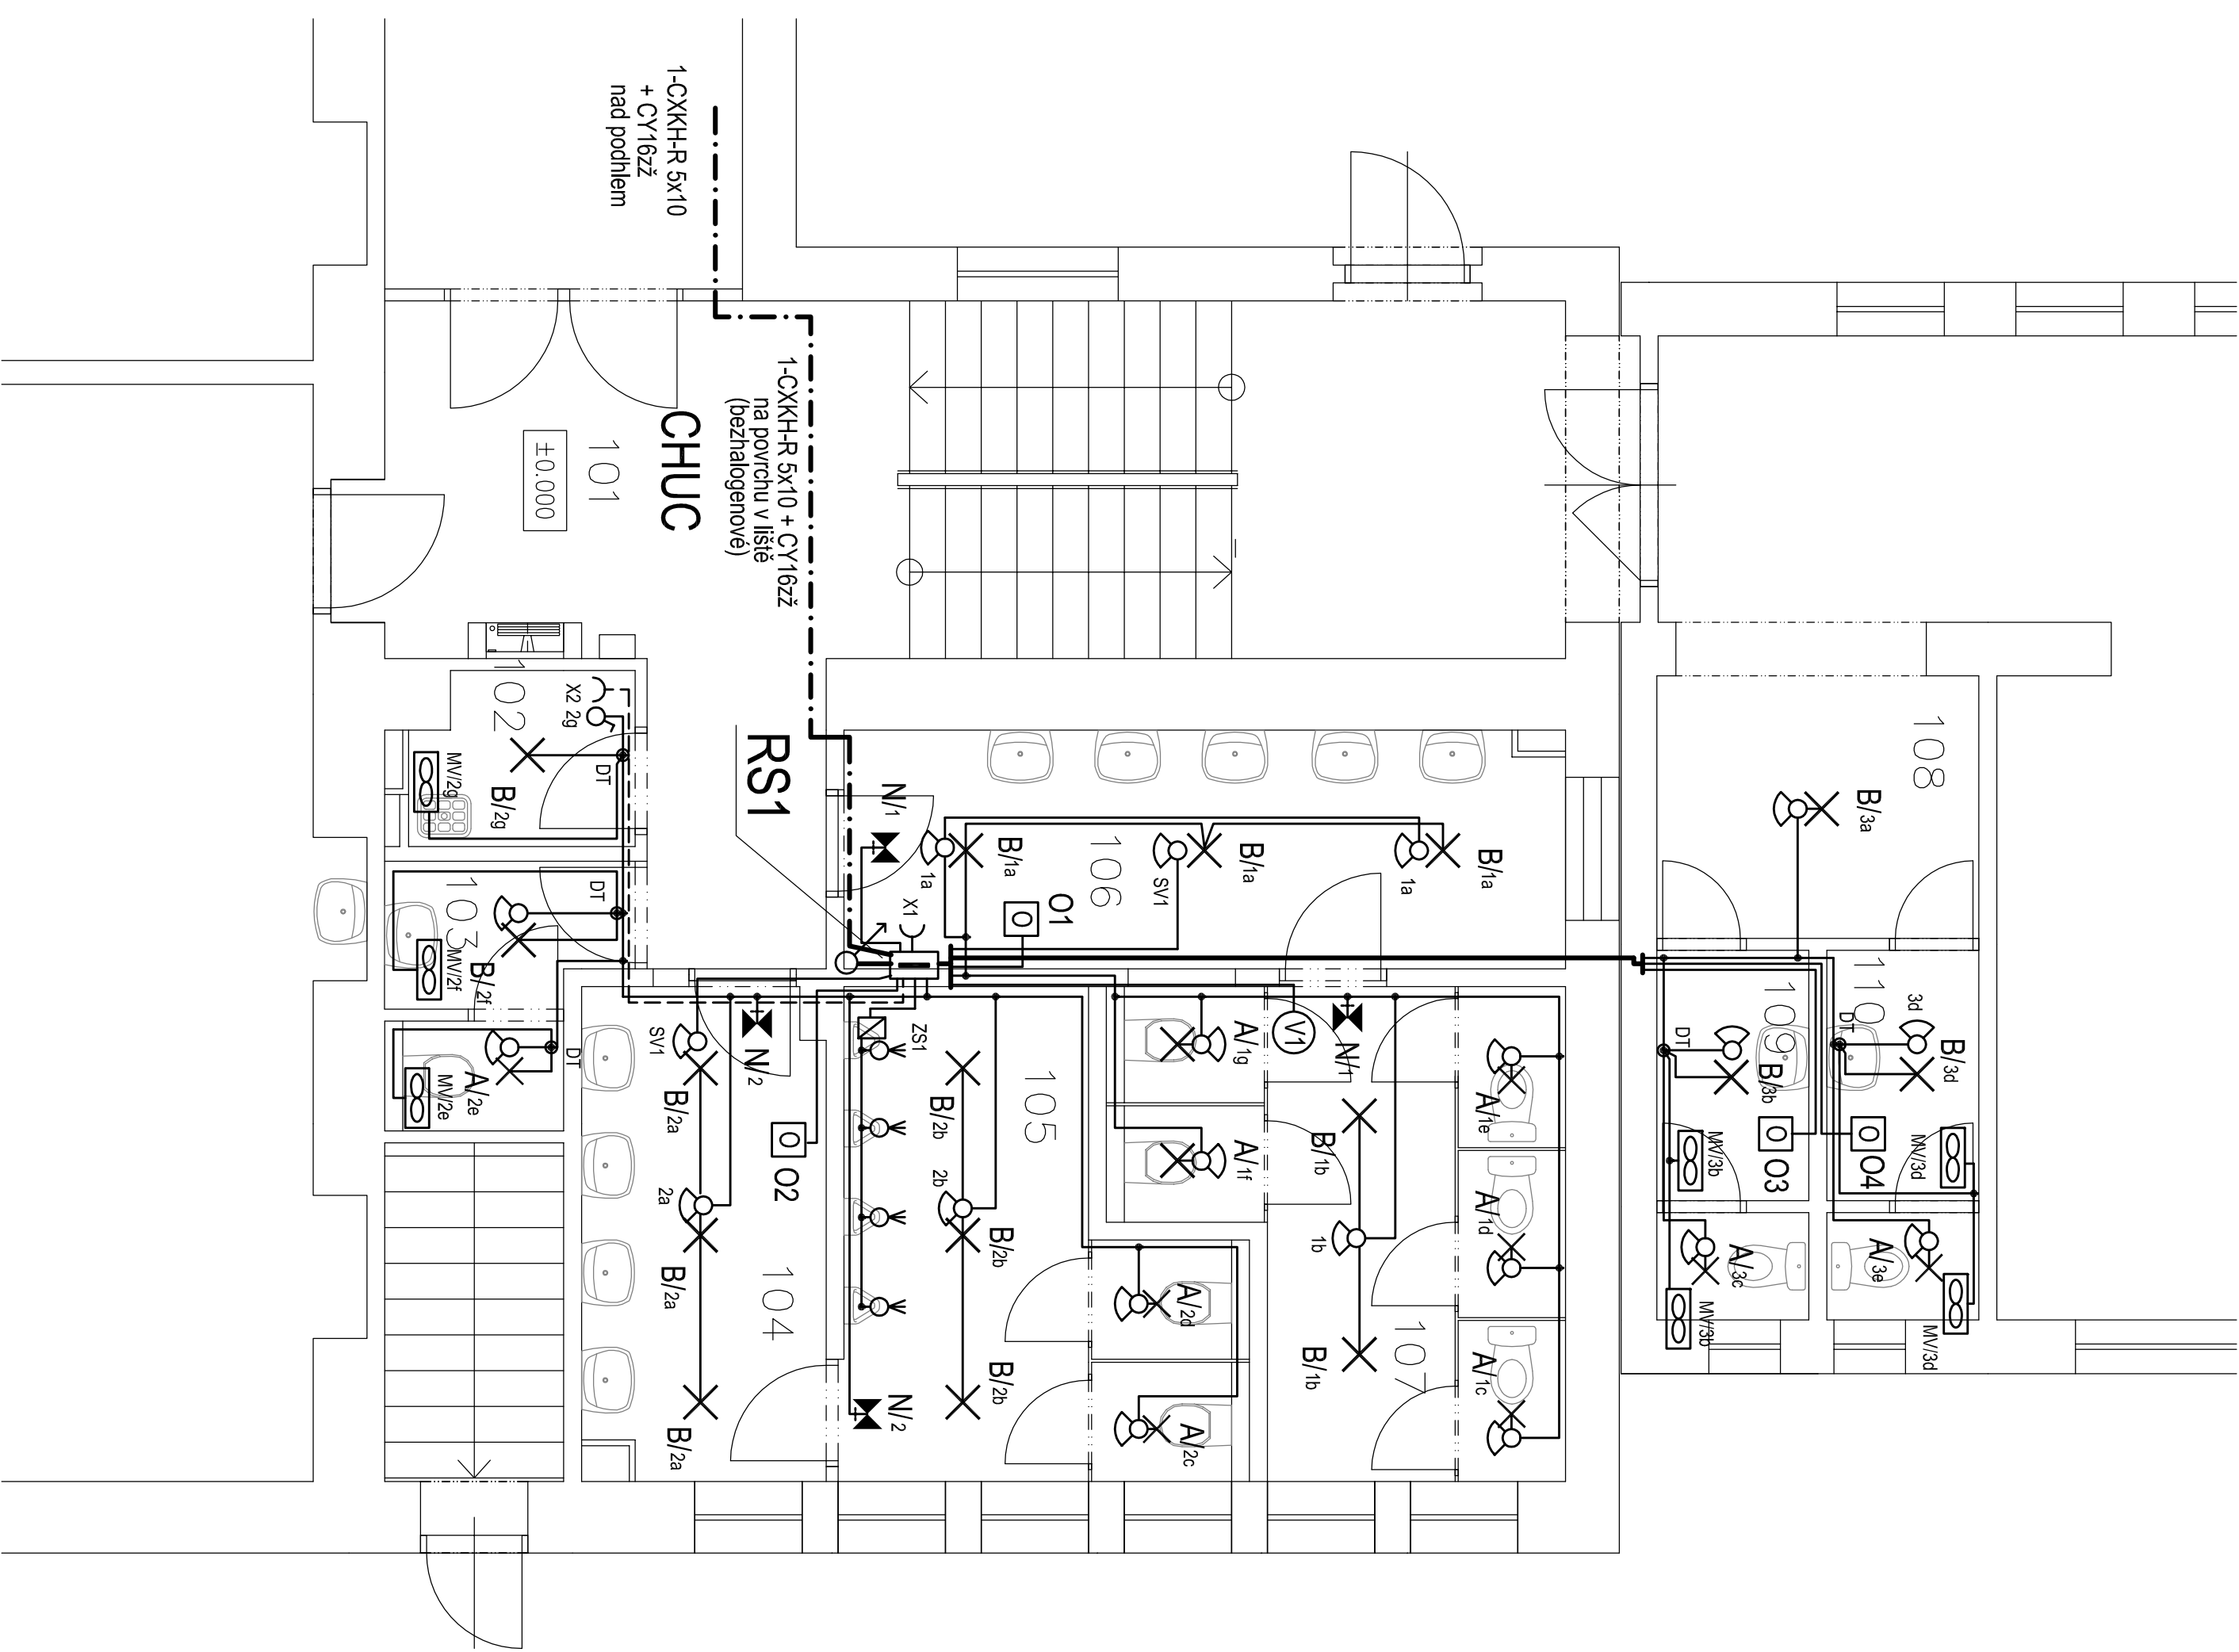 1-CXKH-R 5x10
+ CY16zž
nad podhlem
1-CXKH-R 5x10 + CY16zž
na povrchu v liště
(bezhalogenové)
CHUC
101
±0.000
RS1
102
X2 2g
DT
MV/2g
B/2g
103
DT
MV/2f
B/2f
DT
A/2e
MV/2e
N/1
1a
B/1a
106
SV1
B/1a
1a
B/1a
X1
O1
O
108
B/3a
109
110
3d
DT
B/3d
DT
B/3b
O
O3
O
O4
MV/3b
MV/3d
A/3c
A/3e
MV/3b
MV/3d
SV1
N/2
ZS1
B/2a
O
O2
2a
B/2a
104
B/2a
105
B/2b
2b
B/2b
B/2b
N/2
A/1g
V1
N/1
A/1f
B/1b
1b
B/1b
107
A/1e
A/1d
A/1c
A/2d
A/2c